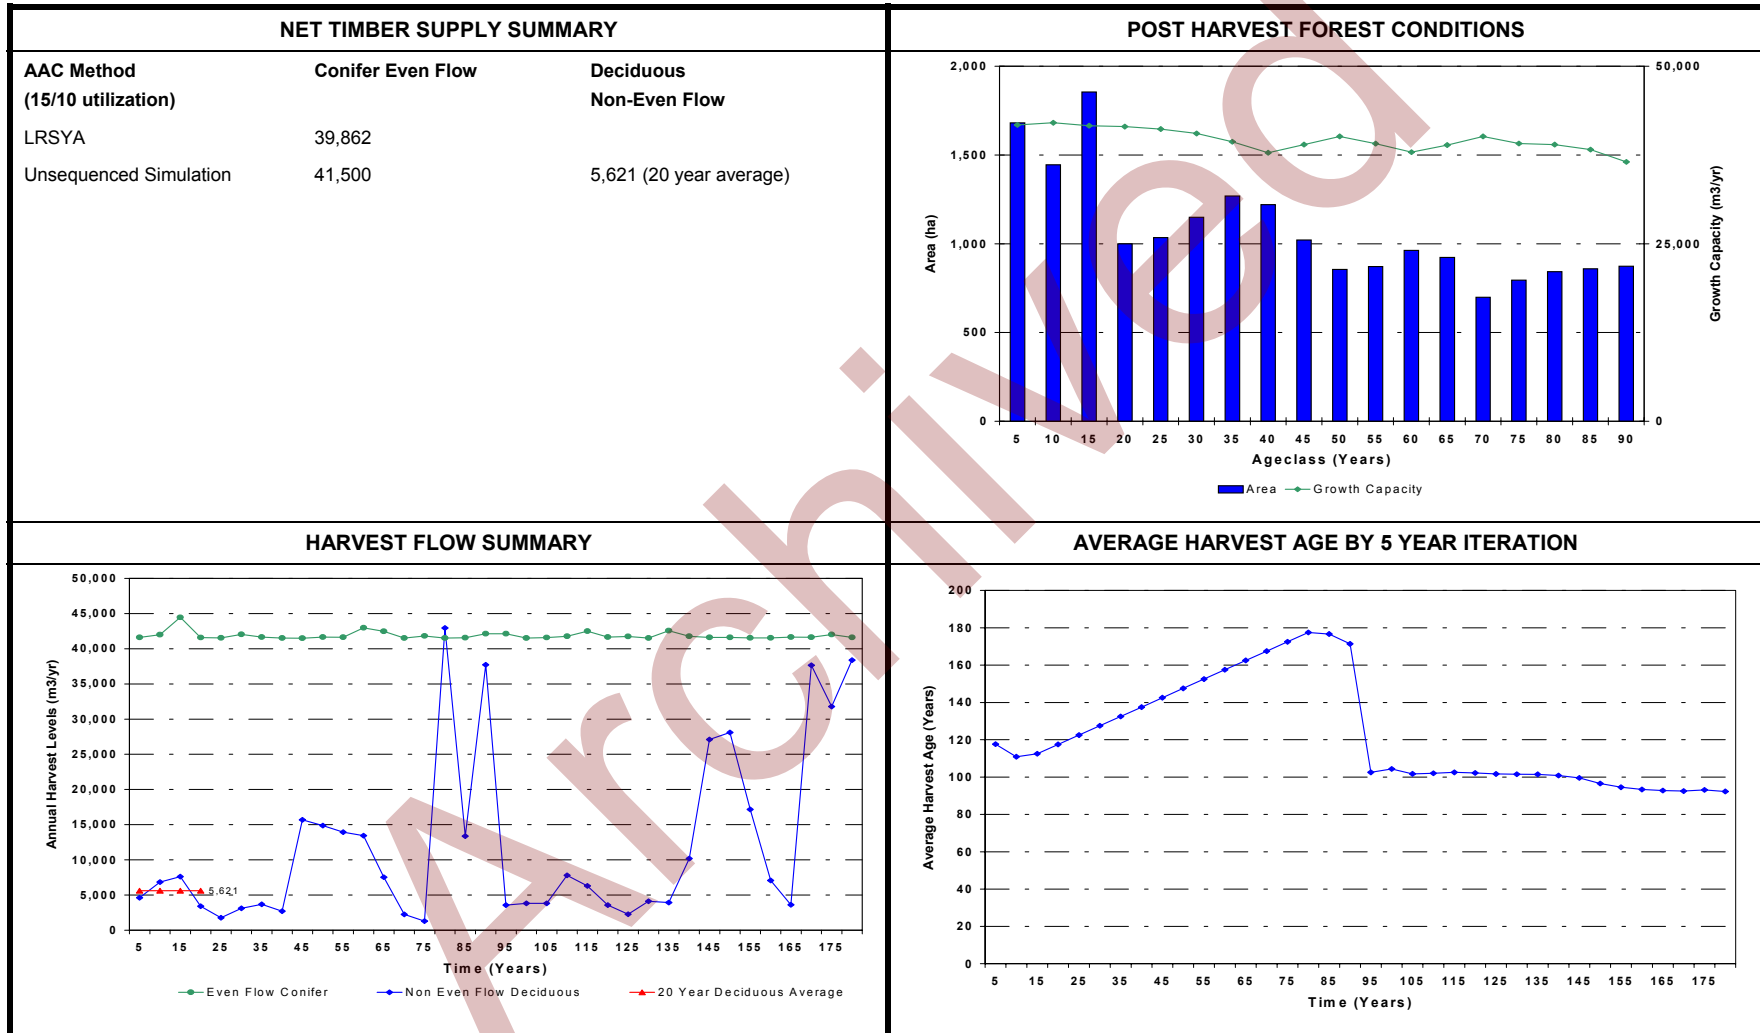 NET TIMBER SUPPLY SUMMARY
AAC Method Conifer Even Flow Deciduous
(15/10 utilization) Non-Even Flow
LRSYA 39,862
Unsequenced Simulation 41,500 5,621 (20 year average)
POST HARVEST FOREST CONDITIONS
2,000
1,500
1,000
500
0
Area (ha)
50,000
25,000
0
Growth Capacity (m3/yr)
5 10 15 20 25 30 35 40 45 50 55 60 65 70 75 80 85 90
Ageclass (Years)
Area Growth Capacity
HARVEST FLOW SUMMARY
50,000
45,000
40,000
35,000
30,000
25,000
20,000
15,000
10,000
5,000
0
Annual Harvest Levels (m3/yr)
5,621
5 15 25 35 45 55 65 75 85 95 105 115 125 135 145 155 165 175
Time (Years)
Even Flow Conifer Non Even Flow Deciduous 20 Year Deciduous Average
AVERAGE HARVEST AGE BY 5 YEAR ITERATION
200
180
160
140
120
100
80
60
40
20
0
Average Harvest Age (Years)
5 15 25 35 45 55 65 75 85 95 105 115 125 135 145 155 165 175
Time (Years)
Archived